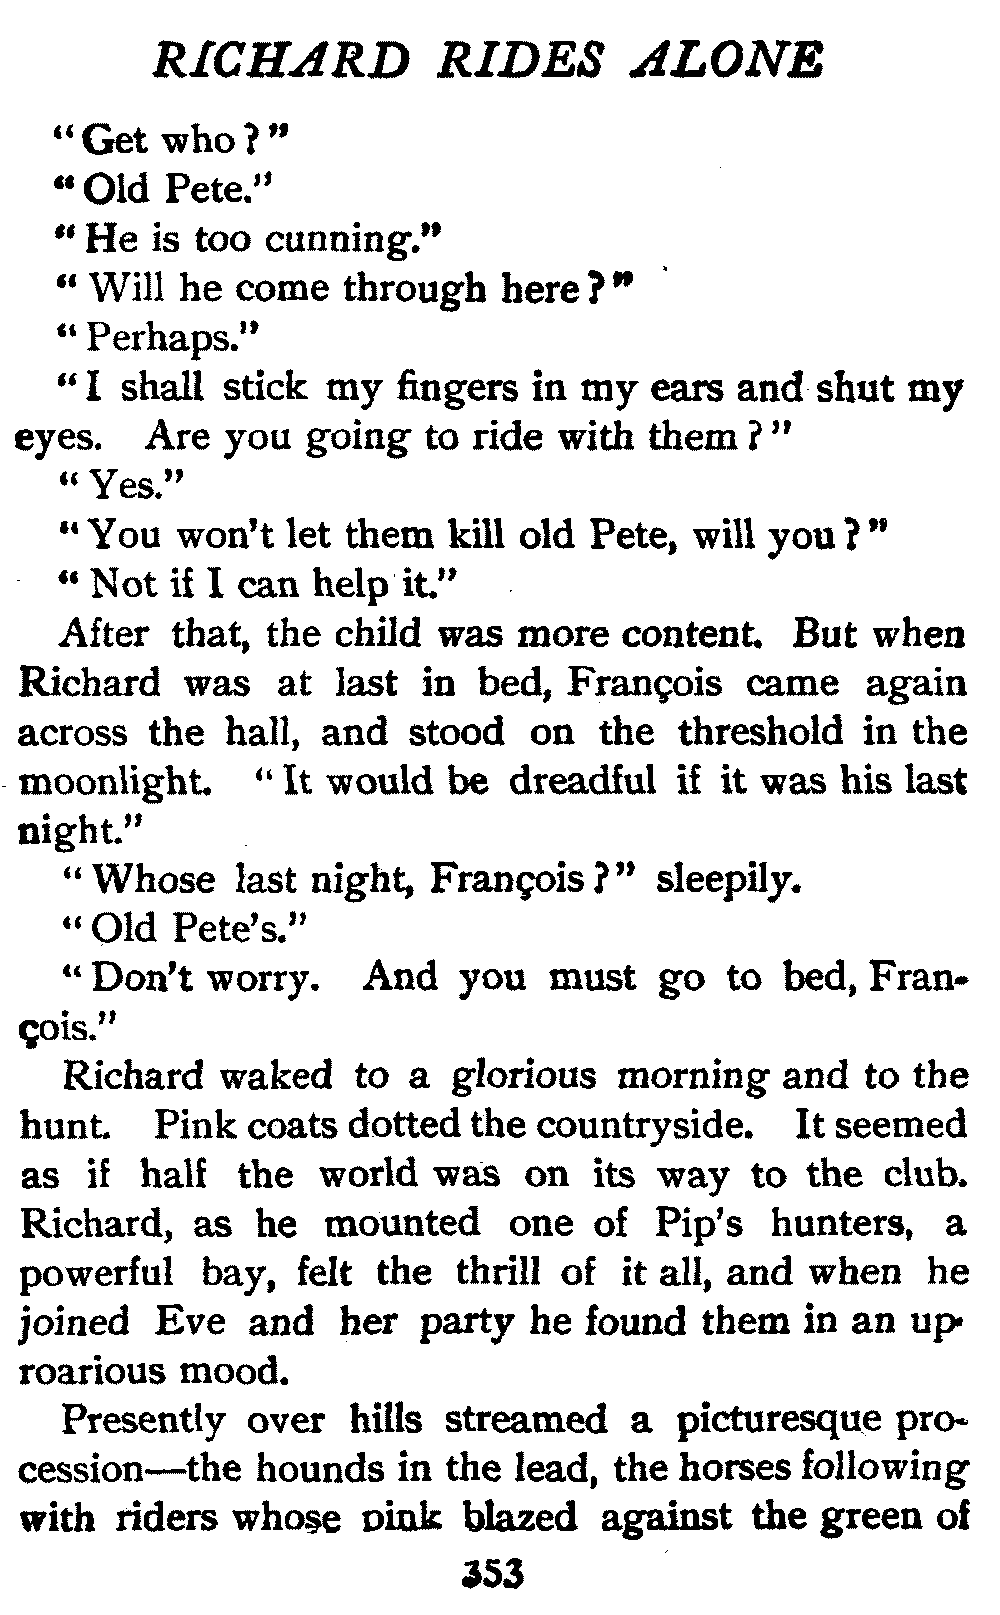 RICHARD RIDES ALONE
"Get who?"
"Old Pete."
"He is too cunning."
"Will he come through here?"
"Perhaps."
"I shall stick my fingers in my ears and shut my
eyes. Are you going to ride with them?"
"Yes."
"You won't let them kill old Pete, will you?"
"Not if I can help it."
After that, the child was more content. But when
Richard was at last in bed, François came again
across the hall, and stood on the threshold in the
moonlight. "It would be dreadful if it was his last
night."
"Whose last night, François?" sleepily.
"Old Pete's."
"Don't worry. And you must go to bed, Fran-
çois."
Richard waked to a glorious morning and to the
hunt. Pink coats dotted the countryside. It seemed
as if half the world was on its way to the club.
Richard, as he mounted one of Pip's hunters, a
powerful bay, felt the thrill of it all, and when he
joined Eve and her party he found them in an up-
roarious mood.
Presently over hills streamed a picturesque pro-
cession—the hounds in the lead, the horses following
with riders whose pink blazed against the green of
353